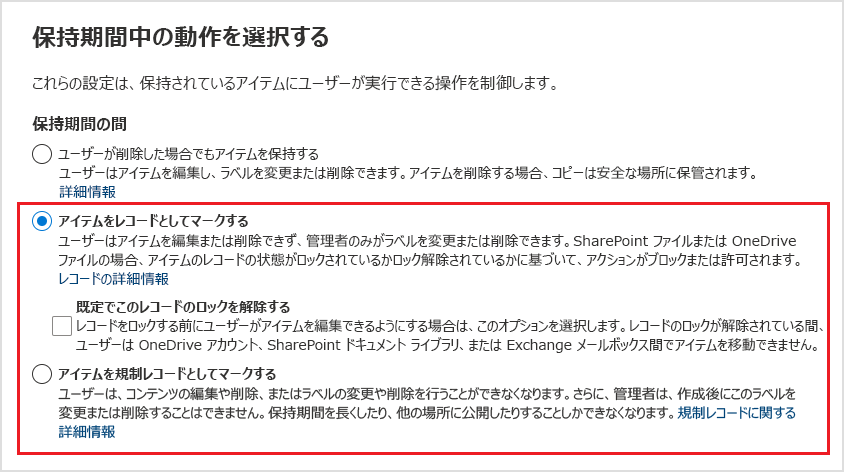 保持期間中の動作を選択する
これらの設定は、保持されているアイテムにユーザーが実行できる操作を制御します。
保持期間の間
ユーザーが削除した場合でもアイテムを保持する
ユーザーはアイテムを編集し、ラベルを変更または削除できます。アイテムを削除する場合、コピーは安全な場所に保管されます。
詳細情報
アイテムをレコードとしてマークする
ユーザーはアイテムを編集または削除できず、管理者のみがラベルを変更または削除できます。SharePoint ファイルまたは OneDrive
ファイルの場合、アイテムのレコードの状態がロックされているかロック解除されているかに基づいて、アクションがブロックまたは許可されます。
レコードの詳細情報
既定でこのレコードのロックを解除する
レコードをロックする前にユーザーがアイテムを編集できるようにする場合は、このオプションを選択します。レコードのロックが解除されている間、
ユーザーは OneDrive アカウント、SharePoint ドキュメント ライブラリ、または Exchange メールボックス間でアイテムを移動できません。
アイテムを規制レコードとしてマークする
ユーザーは、コンテンツの編集や削除、またはラベルの変更や削除を行うことができなくなります。さらに、管理者は、作成後にこのラベルを
変更または削除することはできません。保持期間を長くしたり、他の場所に公開したりすることしかできなくなります。規制レコードに関する
詳細情報